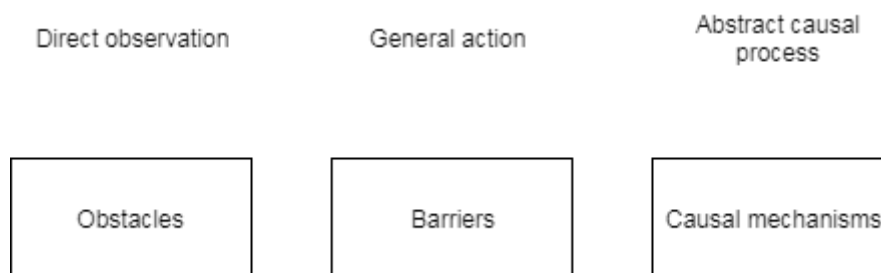 Direct observation
General action
Abstract causal
process
Obstacles
Barriers
Causal mechanisms